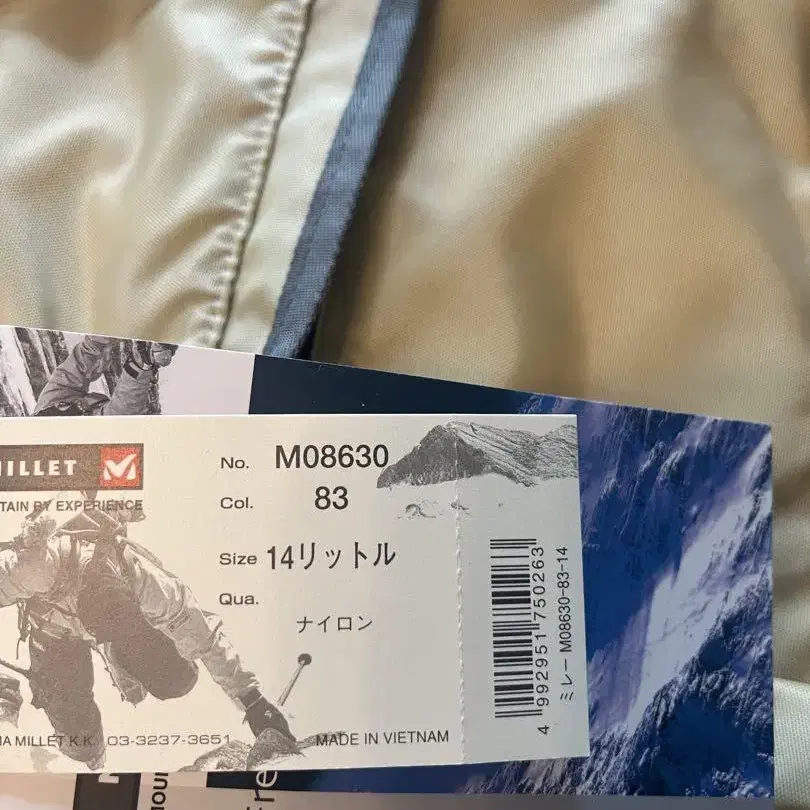 MILLET
TAIN BY EXPERIENCE
No. M08630
Col. 83
Size 14リットル
Qua.
ナイロン
MILLET K.K. 03-3237-3651
MADE IN VIETNAM
4 992951 750263
ミレー M08630-83-14